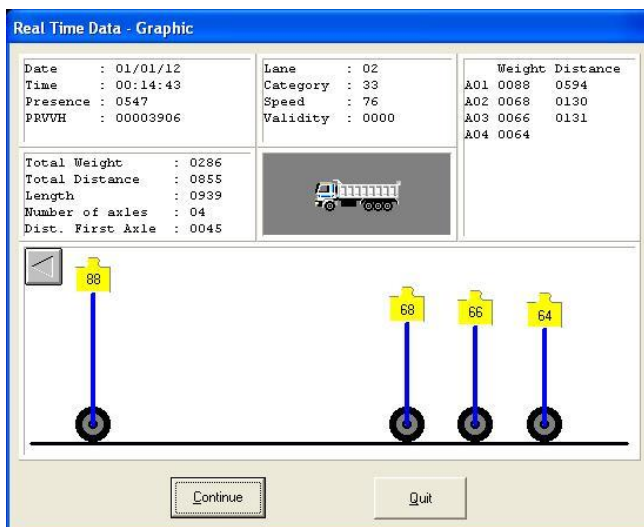 Real Time Data - Graphic
Date : 01/01/12
Time : 00:14:43
Presence : 0547
PRVVH : 00003906
Lane : 02
Category : 33
Speed : 76
Validity : 0000
Weight Distance
A01 0088 0594
A02 0068 0130
A03 0066 0131
A04 0064
Total Weight : 0286
Total Distance : 0855
Length : 0939
Number of axles : 04
Dist. First Axle : 0045
88
68
66
64
Continue
Quit